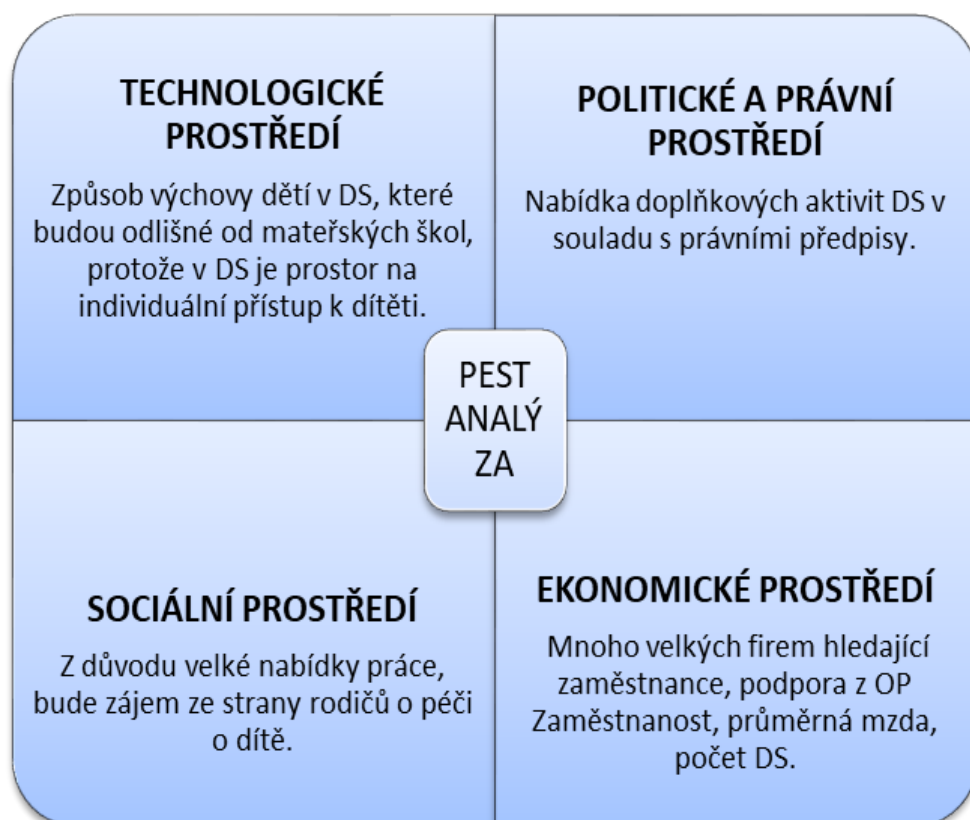 TECHNOLOGICKÉ
PROSTŘEDÍ
Způsob výchovy dětí v DS, které
budou odlišné od mateřských škol,
protože v DS je prostor na
individuální přístup k dítěti.
POLITICKÉ A PRÁVNÍ
PROSTŘEDÍ
Nabídka doplňkových aktivit DS v
souladu s právními předpisy.
PEST
ANALÝ
ZA
SOCIÁLNÍ PROSTŘEDÍ
Z důvodu velké nabídky práce,
bude zájem ze strany rodičů o péči
o dítě.
EKONOMICKÉ PROSTŘEDÍ
Mnoho velkých firem hledající
zaměstnance, podpora z OP
Zaměstnanost, průměrná mzda,
počet DS.